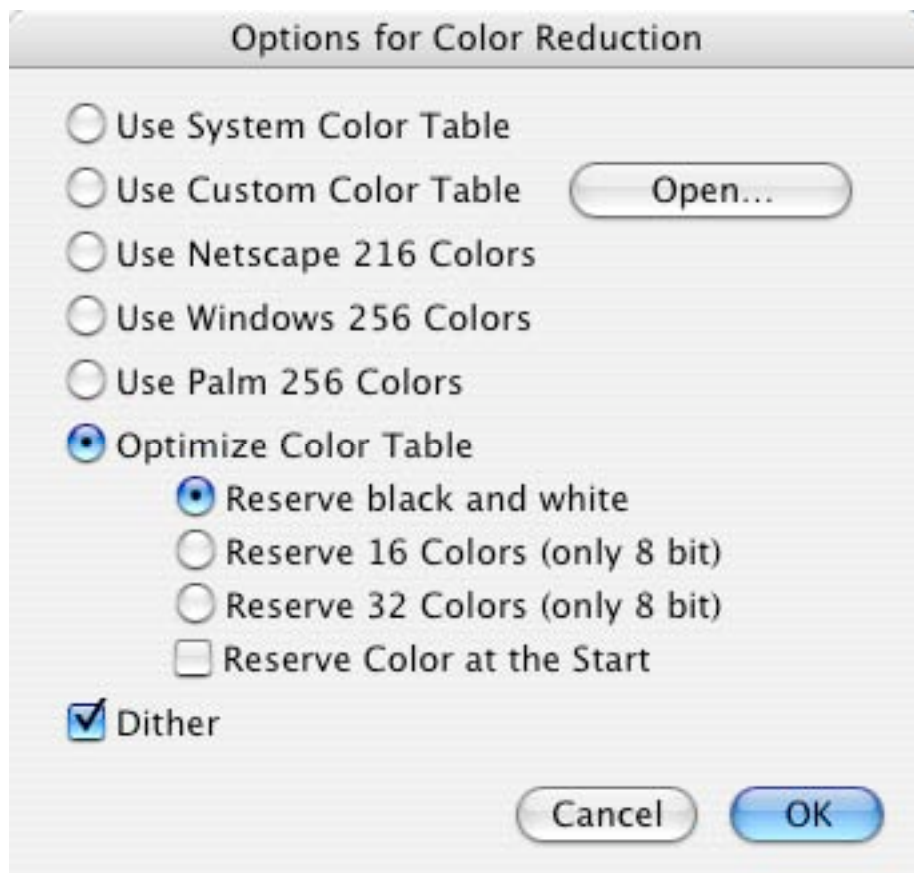 Options for Color Reduction
Use System Color Table
Use Custom Color Table Open...
Use Netscape 216 Colors
Use Windows 256 Colors
Use Palm 256 Colors
Optimize Color Table
Reserve black and white
Reserve 16 Colors (only 8 bit)
Reserve 32 Colors (only 8 bit)
Reserve Color at the Start
Dither
Cancel OK